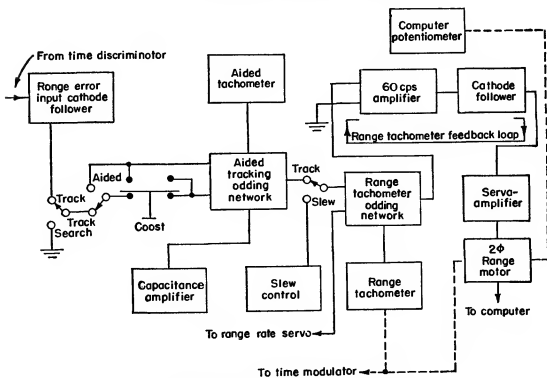 From time discriminotor
Ronge error
input cathode
follower
Aided
tachometer
Computer
potentiometer
60 cps
amplifier
Cathode
follower
Range tachometer feedback loop
Aided
Track
Track
Search
Coost
Aided
tracking
odding
network
Track
Slew
Range
tachometer
odding
network
Serva-
amplifier
2Φ
Range
motor
To computer
Capacitance
amplifier
Slew
control
Range
tachometer
To range rate servo
To time modulator